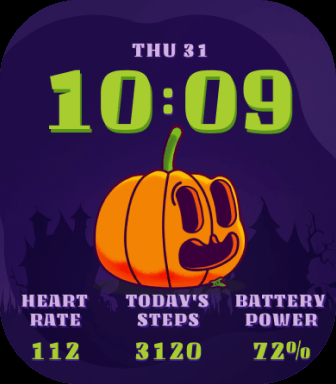 THU 31
10:09
HEART RATE
TODAY'S STEPS
BATTERY POWER
112
3120
72%